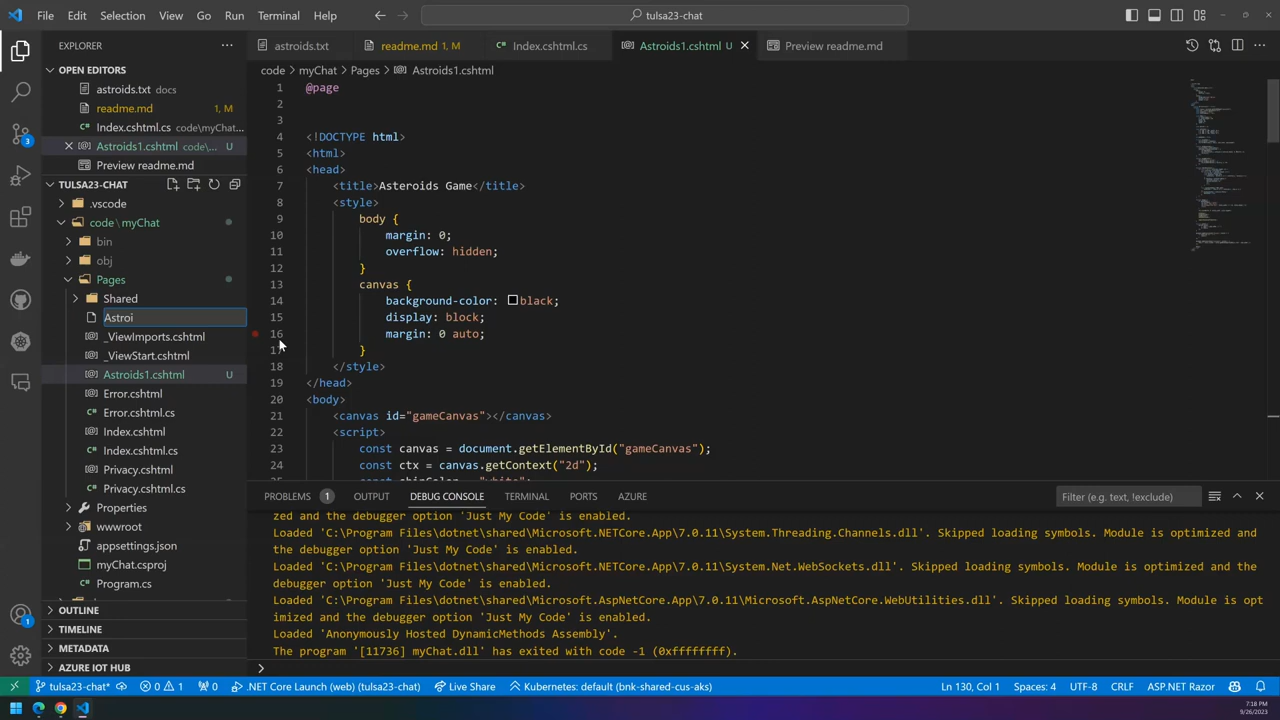 File Edit Selection View Go Run Terminal Help
tulsa23-chat
EXPLORER
OPEN EDITORS
astroids.txt docs
readme.md 1, M
Index.cshtml.cs code\myChat...
Astroids1.cshtml code\... U
Preview readme.md
TULSA23-CHAT
.vscode
code \ myChat
bin
obj
Pages
Shared
Astroi
_ViewImports.cshtml
_ViewStart.cshtml
Astroids1.cshtml U
Error.cshtml
Error.cshtml.cs
Index.cshtml
Index.cshtml.cs
Privacy.cshtml
Privacy.cshtml.cs
Properties
wwwroot
appsettings.json
myChat.csproj
Program.cs
OUTLINE
TIMELINE
METADATA
AZURE IOT HUB
astroids.txt readme.md 1, M Index.cshtml.cs Astroids1.cshtml U Preview readme.md
code > myChat > Pages > Astroids1.cshtml
1 @page
2
3
4 <!DOCTYPE html>
5 <html>
6 <head>
7 <title>Asteroids Game</title>
8 <style>
9 body {
10 margin: 0;
11 overflow: hidden;
12 }
13 canvas {
14 background-color: black;
15 display: block;
16 margin: 0 auto;
17 }
18 </style>
19 </head>
20 <body>
21 <canvas id="gameCanvas"></canvas>
22 <script>
23 const canvas = document.getElementById("gameCanvas");
24 const ctx = canvas.getContext("2d");
PROBLEMS 1 OUTPUT DEBUG CONSOLE TERMINAL PORTS AZURE Filter (e.g. text, !exclude)
zed and the debugger option 'Just My Code' is enabled.
Loaded 'C:\Program Files\dotnet\shared\Microsoft.NETCore.App\7.0.11\System.Threading.Channels.dll'. Skipped loading symbols. Module is optimized and
the debugger option 'Just My Code' is enabled.
Loaded 'C:\Program Files\dotnet\shared\Microsoft.NETCore.App\7.0.11\System.Net.WebSockets.dll'. Skipped loading symbols. Module is optimized and the
debugger option 'Just My Code' is enabled.
Loaded 'C:\Program Files\dotnet\shared\Microsoft.AspNetCore.App\7.0.11\Microsoft.AspNetCore.WebUtilities.dll'. Skipped loading symbols. Module is opt
imized and the debugger option 'Just My Code' is enabled.
Loaded 'Anonymously Hosted DynamicMethods Assembly'.
The program '[11736] myChat.dll' has exited with code -1 (0xffffffff).
3
1
tulsa23-chat* 0 1 0 .NET Core Launch (web) (tulsa23-chat) Live Share Kubernetes: default (bnk-shared-cus-aks) Ln 130, Col 1 Spaces: 4 UTF-8 CRLF ASP.NET Razor
7:18 PM
9/26/2023